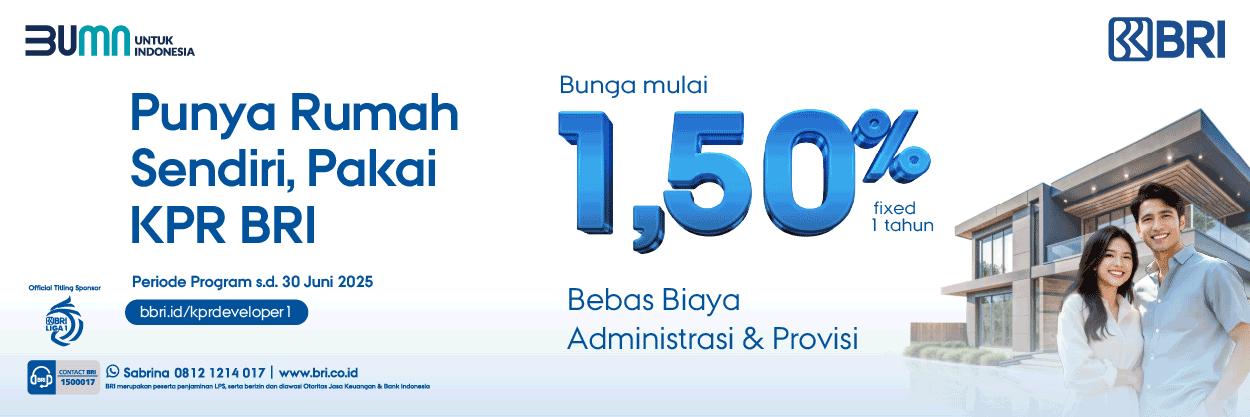 BUMN UNTUK
INDONESIA
BRI
Punya Rumah
Sendiri, Pakai
KPR BRI
Periode Program s.d. 30 Juni 2025
bbri.id/kprdeveloper1
Bunga mulai
1,50%
fixed
1 tahun
Bebas Biaya
Administrasi & Provisi
Official Titling Sponsor
BRI
LIGA 1
BRI
CONTACT BRI
1500017
Sabrina 0812 1214 017 | www.bri.co.id
BRI merupakan peserta penjaminan LPS, serta berizin dan diawasi Otoritas Jasa Keuangan & Bank Indonesia